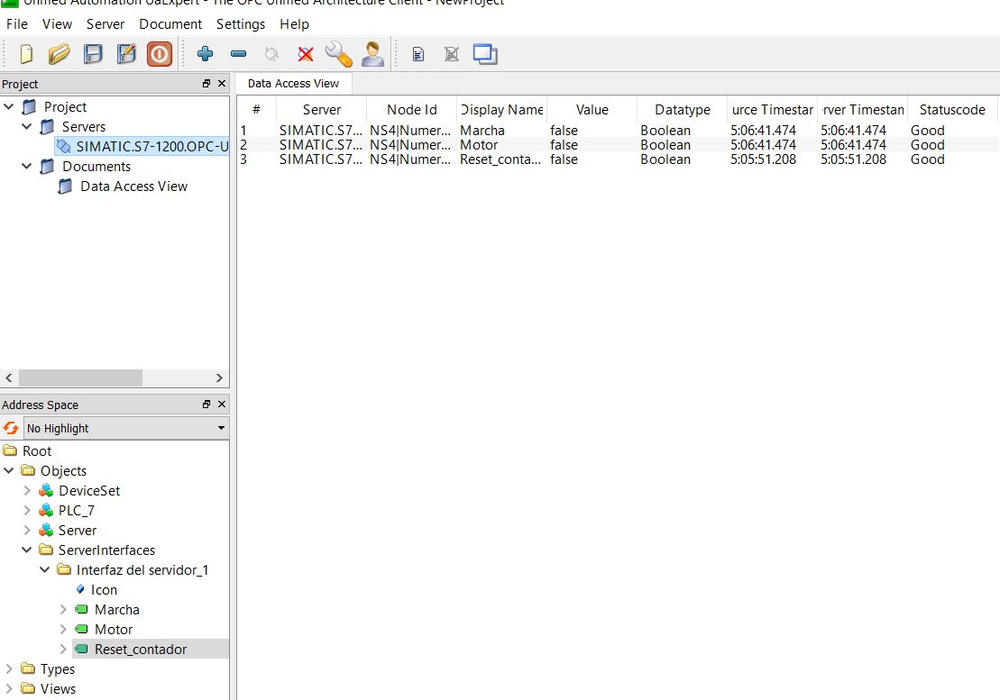 Unified Automation UaExpert - The OPC Unified Architecture Client - NewProject
File View Server Document Settings Help
Project
Project
Servers
SIMATIC.S7-1200.OPC-U
Documents
Data Access View
Address Space
No Highlight
Root
Objects
DeviceSet
PLC_7
Server
ServerInterfaces
Interfaz del servidor_1
Icon
Marcha
Motor
Reset_contador
Types
Views
Data Access View
# Server Node Id Display Name Value Datatype urce Timestar rver Timestan Statuscode
1 SIMATIC.S7... NS4|Numer... Marcha false Boolean 5:06:41.474 5:06:41.474 Good
2 SIMATIC.S7... NS4|Numer... Motor false Boolean 5:06:41.474 5:06:41.474 Good
3 SIMATIC.S7... NS4|Numer... Reset_conta... false Boolean 5:05:51.208 5:05:51.208 Good